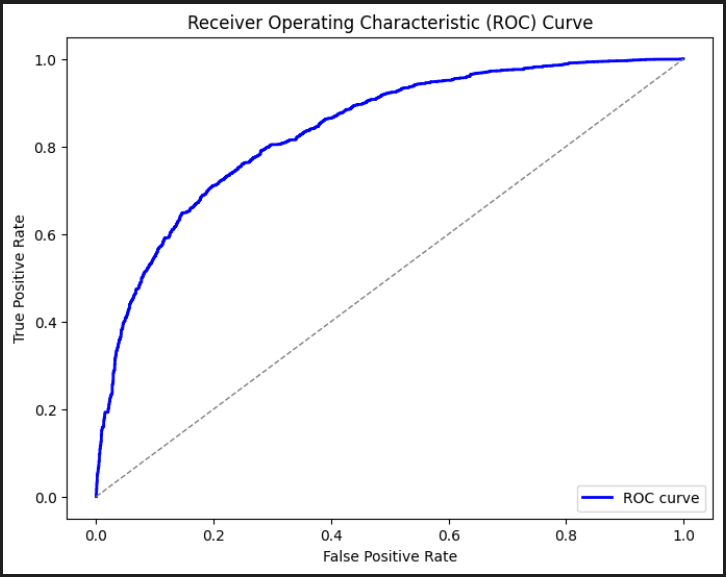 Receiver Operating Characteristic (ROC) Curve
1.0
0.8
0.6
0.4
0.2
0.0
True Positive Rate
0.0 0.2 0.4 0.6 0.8 1.0
False Positive Rate
ROC curve